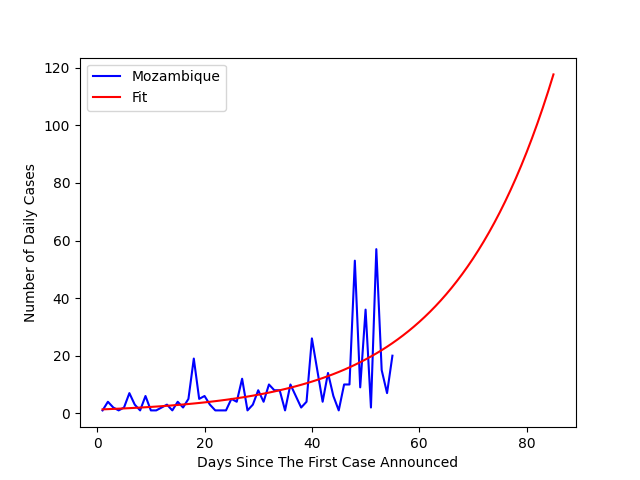 Mozambique
Fit
Number of Daily Cases
120
100
80
60
40
20
0
0 20 40 60 80
Days Since The First Case Announced